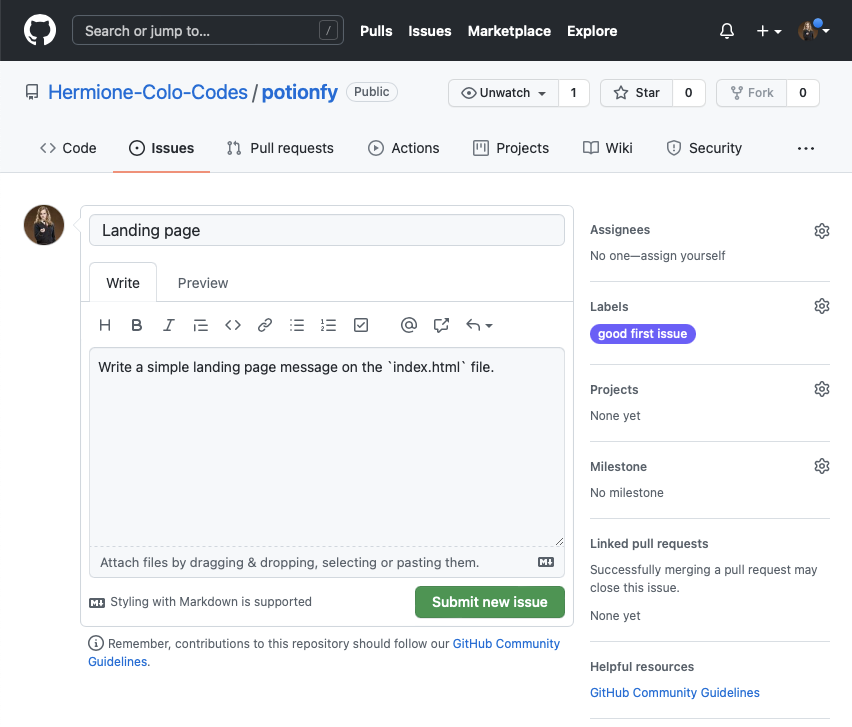 Search or jump to...
/
Pulls
Issues
Marketplace
Explore
Hermione-Colo-Codes / potionfy
Public
Unwatch
1
Star
0
Fork
0
Code
Issues
Pull requests
Actions
Projects
Wiki
Security
Landing page
Write
Preview
H B I
Write a simple landing page message on the `index.html` file.
Attach files by dragging & dropping, selecting or pasting them.
Styling with Markdown is supported
Submit new issue
Remember, contributions to this repository should follow our GitHub Community
Guidelines.
Assignees
No one—assign yourself
Labels
good first issue
Projects
None yet
Milestone
No milestone
Linked pull requests
Successfully merging a pull request may
close this issue.
None yet
Helpful resources
GitHub Community Guidelines